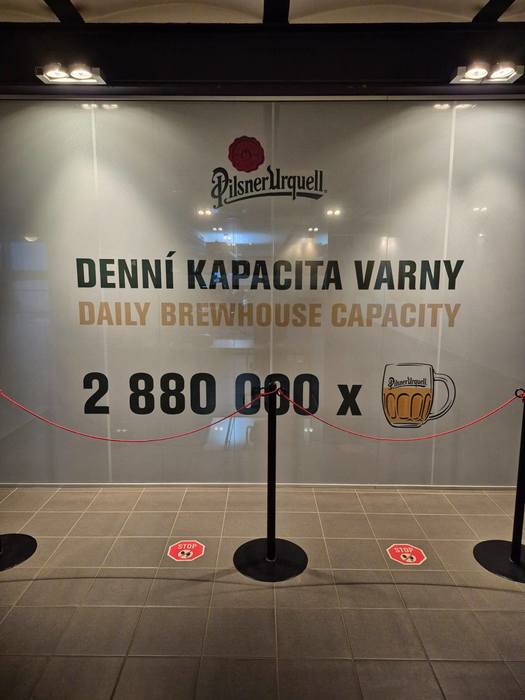 Pilsner Urquell
DENNÍ KAPACITA VARNY
DAILY BREWHOUSE CAPACITY
2 880 000 x
Pilsner Urquell
STOP
STOP